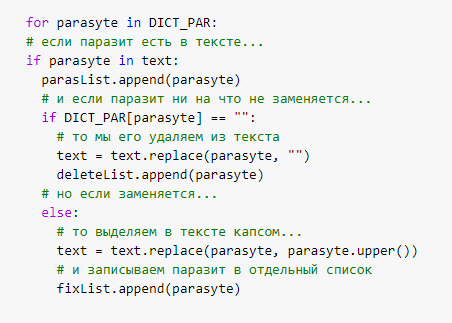 for parasyte in DICT_PAR:
# если паразит есть в тексте...
if parasyte in text:
  parasList.append(parasyte)
  # и если паразит ни на что не заменяется...
  if DICT_PAR[parasyte] == "":
    # то мы его удаляем из текста
    text = text.replace(parasyte, "")
    deleteList.append(parasyte)
  # но если заменяется...
  else:
    # то выделяем в тексте капсом...
    text = text.replace(parasyte, parasyte.upper())
    # и записываем паразит в отдельный список
    fixList.append(parasyte)